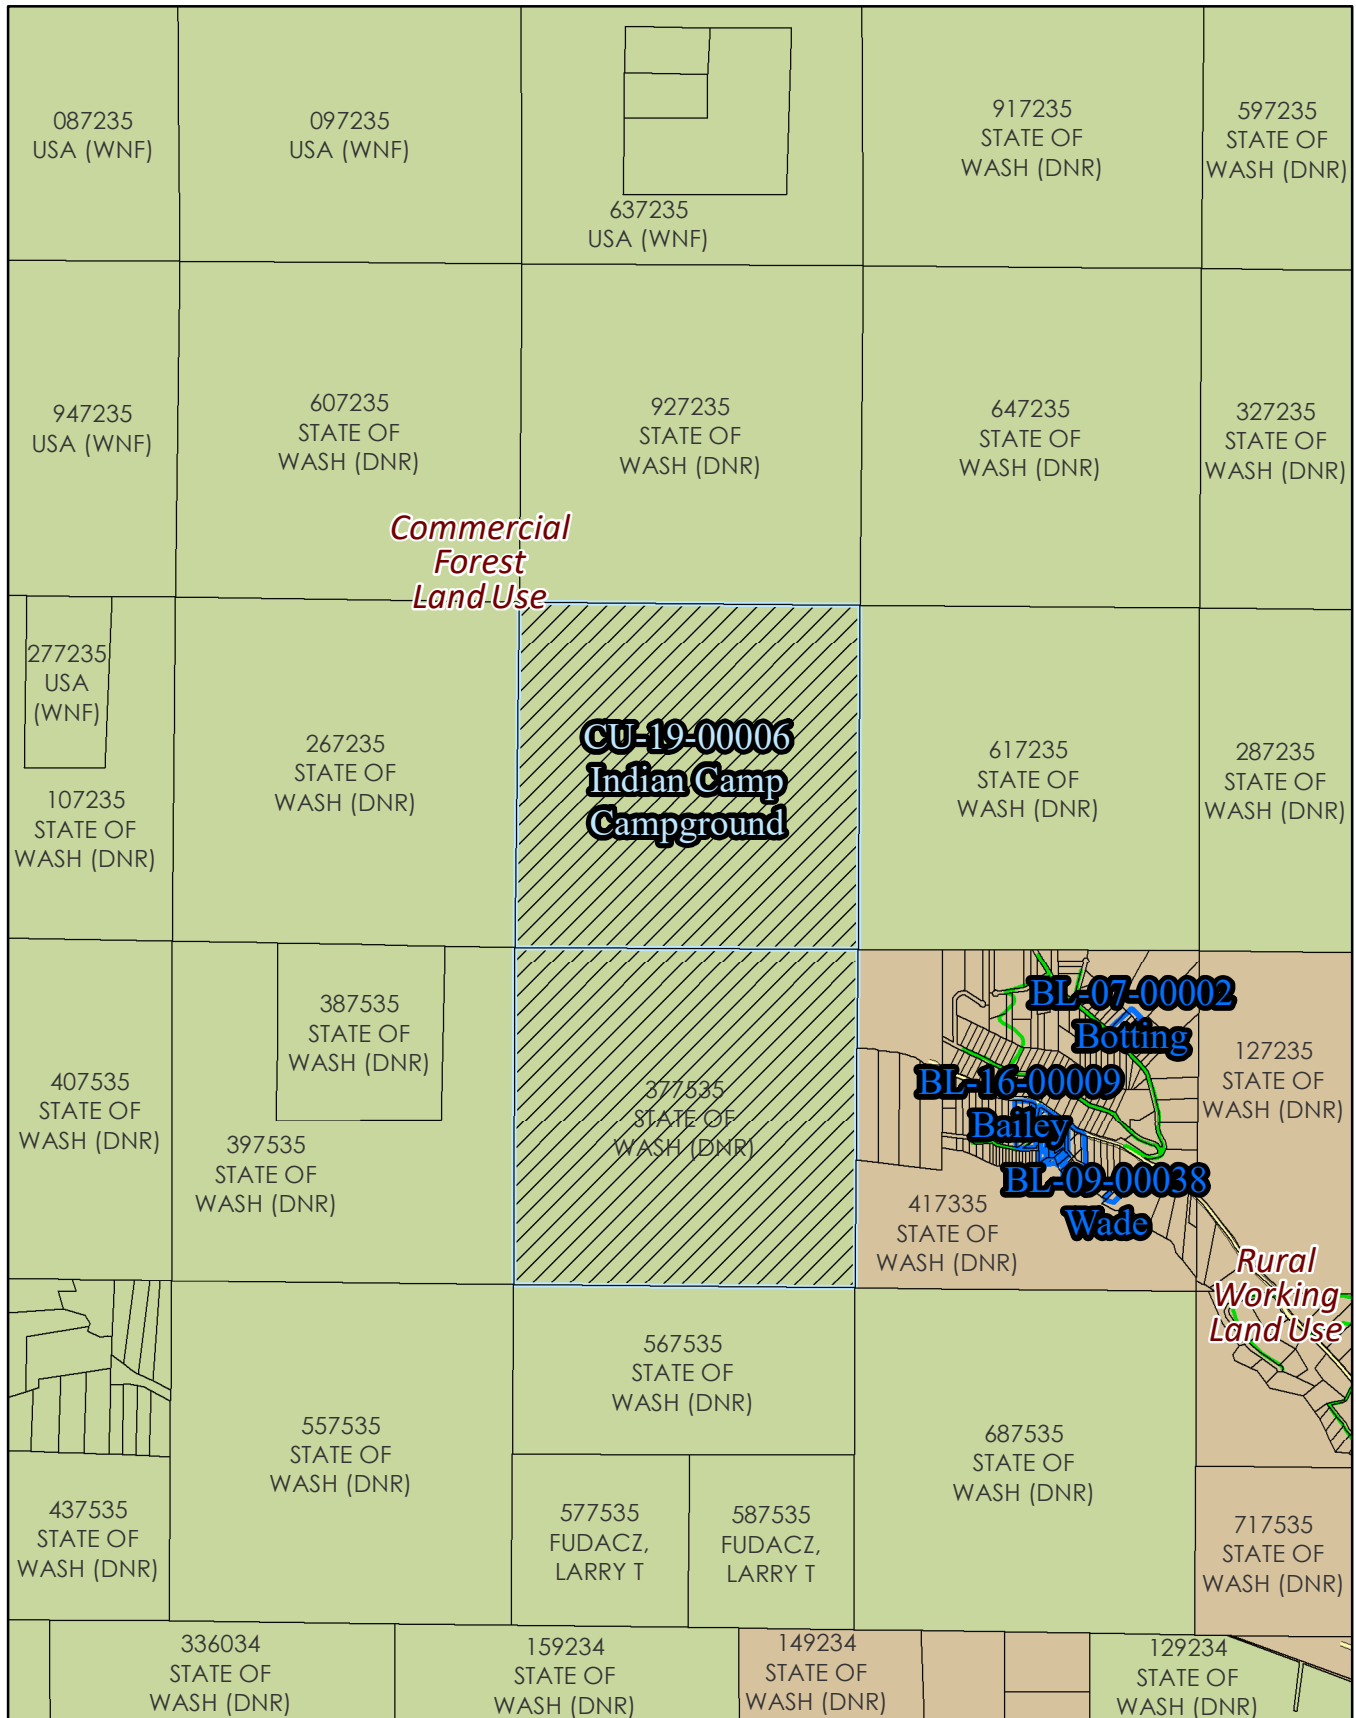 087235
USA (WNF)
097235
USA (WNF)
637235
USA (WNF)
917235
STATE OF
WASH (DNR)
597235
STATE OF
WASH (DNR)
947235
USA (WNF)
607235
STATE OF
WASH (DNR)
927235
STATE OF
WASH (DNR)
647235
STATE OF
WASH (DNR)
327235
STATE OF
WASH (DNR)
Commercial
Forest
Land Use
277235
USA
(WNF)
107235
STATE OF
WASH (DNR)
267235
STATE OF
WASH (DNR)
CU-19-00006
Indian Camp
Campground
617235
STATE OF
WASH (DNR)
287235
STATE OF
WASH (DNR)
407535
STATE OF
WASH (DNR)
387535
STATE OF
WASH (DNR)
397535
STATE OF
WASH (DNR)
377535
STATE OF
WASH (DNR)
BL-07-00002
Botting
BL-16-00009
Bailey
BL-09-00038
Wade
417335
STATE OF
WASH (DNR)
127235
STATE OF
WASH (DNR)
Rural
Working
Land Use
557535
STATE OF
WASH (DNR)
567535
STATE OF
WASH (DNR)
687535
STATE OF
WASH (DNR)
437535
STATE OF
WASH (DNR)
577535
FUDACZ,
LARRY T
587535
FUDACZ,
LARRY T
717535
STATE OF
WASH (DNR)
336034
STATE OF
WASH (DNR)
159234
STATE OF
WASH (DNR)
149234
STATE OF
WASH (DNR)
129234
STATE OF
WASH (DNR)